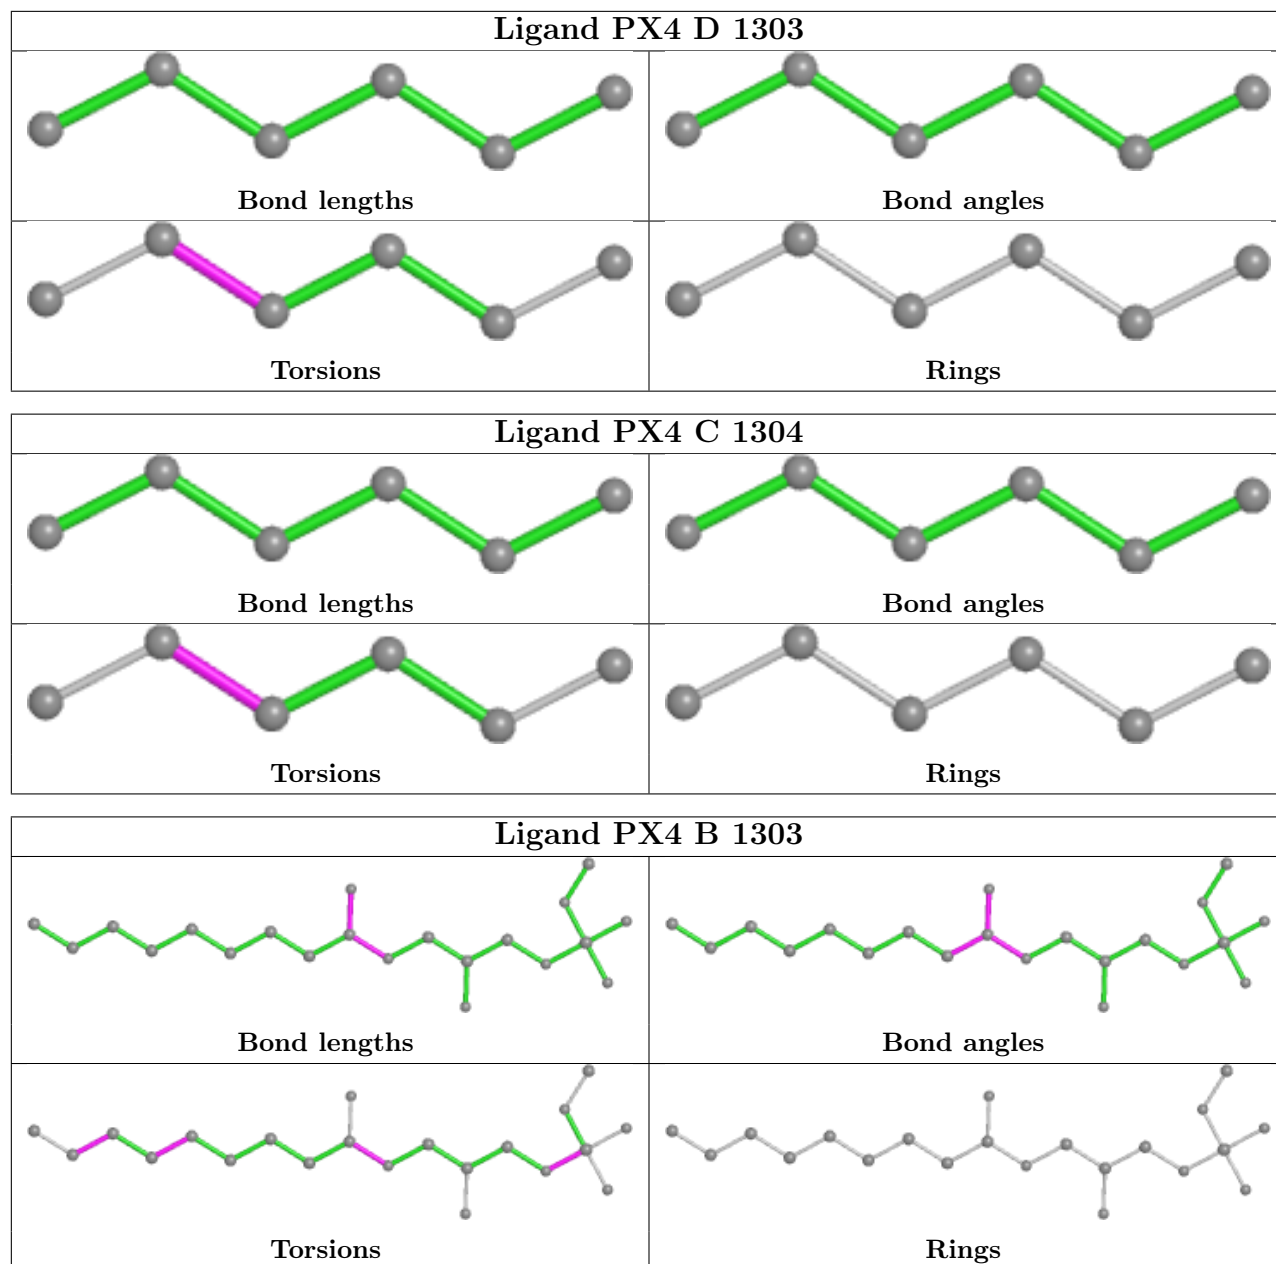 Ligand PX4 D 1303
Bond lengths
Bond angles
Torsions
Rings
Ligand PX4 C 1304
Bond lengths
Bond angles
Torsions
Rings
Ligand PX4 B 1303
Bond lengths
Bond angles
Torsions
Rings